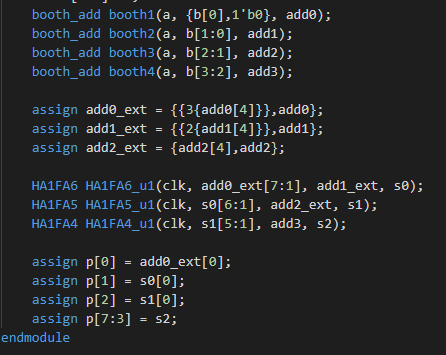 booth_add booth1(a, {b[0],1'b0}, add0);
booth_add booth2(a, b[1:0], add1);
booth_add booth3(a, b[2:1], add2);
booth_add booth4(a, b[3:2], add3);
assign add0_ext = {{3{add0[4]}},add0};
assign add1_ext = {{2{add1[4]}},add1};
assign add2_ext = {add2[4],add2};
HA1FA6 HA1FA6_u1(clk, add0_ext[7:1], add1_ext, s0);
HA1FA5 HA1FA5_u1(clk, s0[6:1], add2_ext, s1);
HA1FA4 HA1FA4_u1(clk, s1[5:1], add3, s2);
assign p[0] = add0_ext[0];
assign p[1] = s0[0];
assign p[2] = s1[0];
assign p[7:3] = s2;
endmodule